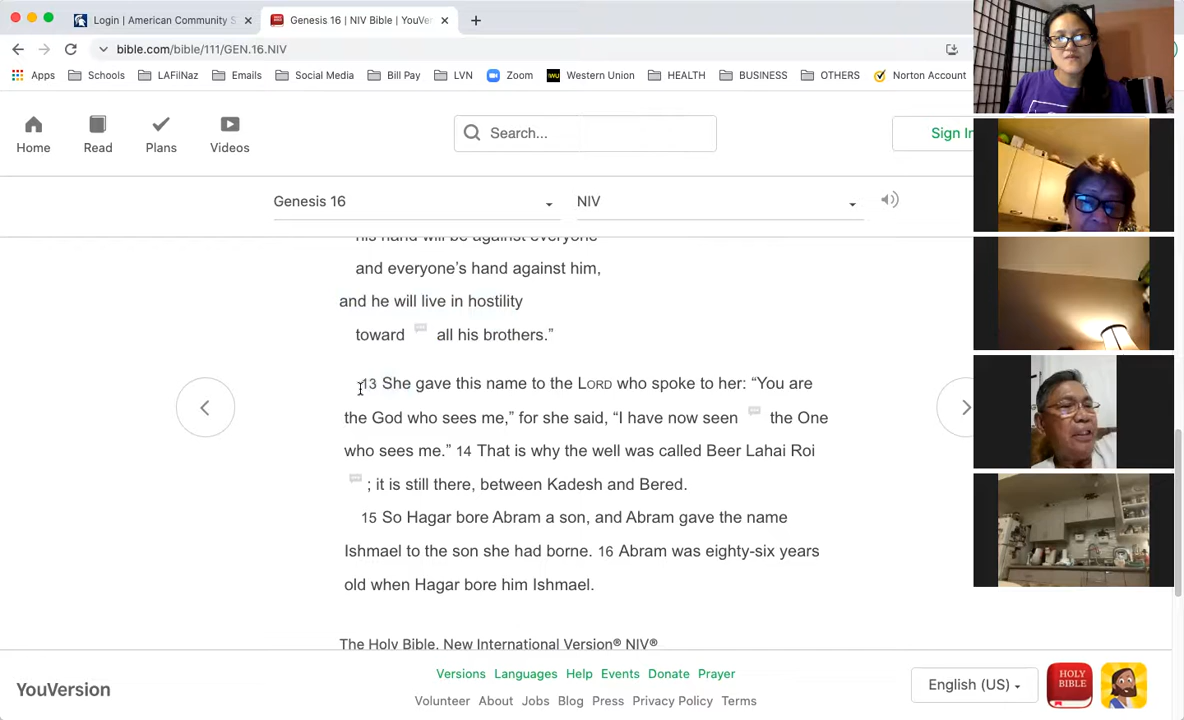 Login | American Community S
Genesis 16 | NIV Bible | YouVer
bible.com/bible/111/GEN.16.NIV
Apps Schools LAFilNaz Emails Social Media Bill Pay LVN Zoom WU Western Union HEALTH BUSINESS OTHERS Norton Account
Home Read Plans Videos
Search...
Sign In
Genesis 16
NIV
his hand will be against everyone
and everyone’s hand against him,
and he will live in hostility
toward all his brothers.”
13 She gave this name to the LORD who spoke to her: “You are
the God who sees me,” for she said, “I have now seen the One
who sees me.” 14 That is why the well was called Beer Lahai Roi
; it is still there, between Kadesh and Bered.
15 So Hagar bore Abram a son, and Abram gave the name
Ishmael to the son she had borne. 16 Abram was eighty-six years
old when Hagar bore him Ishmael.
The Holy Bible, New International Version® NIV®
Versions Languages Help Events Donate Prayer
YouVersion
Volunteer About Jobs Blog Press Privacy Policy Terms
English (US)
HOLY
BIBLE